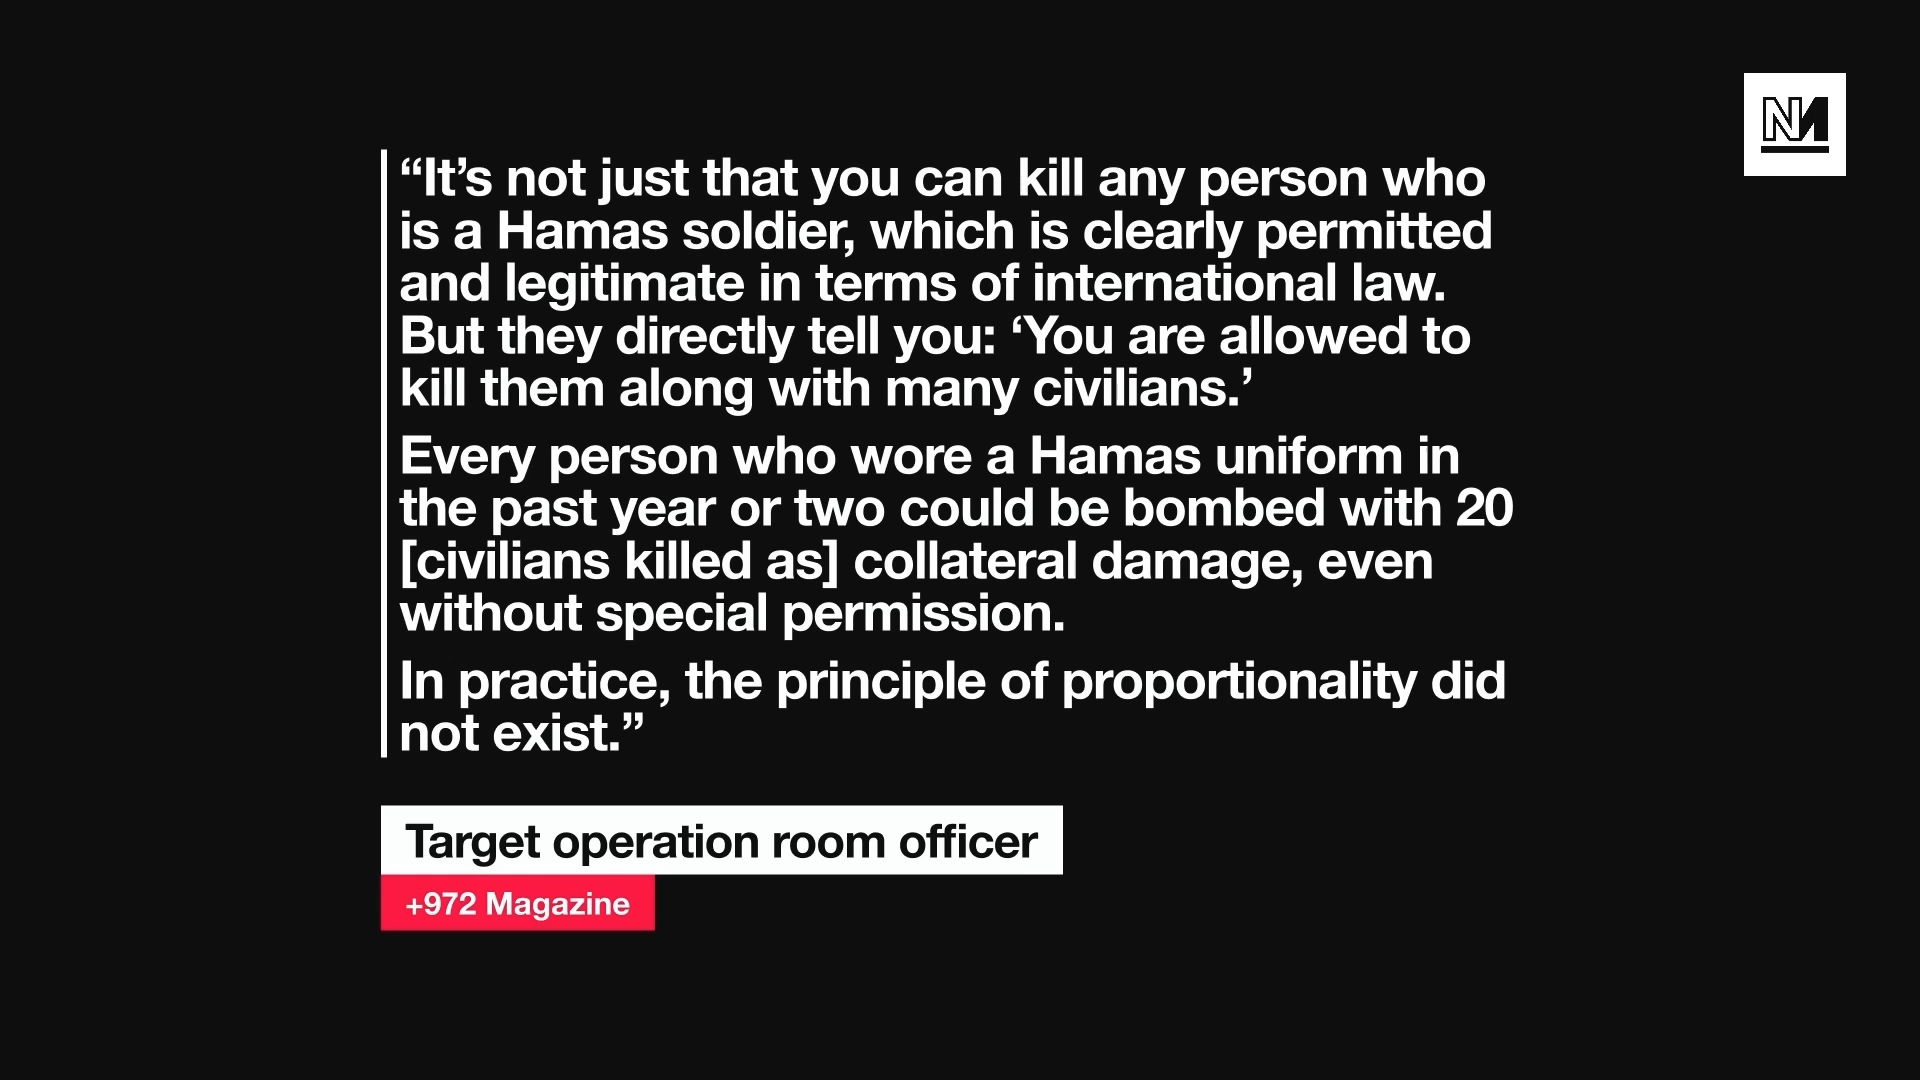 “It’s not just that you can kill any person who
is a Hamas soldier, which is clearly permitted
and legitimate in terms of international law.
But they directly tell you: ‘You are allowed to
kill them along with many civilians.’
Every person who wore a Hamas uniform in
the past year or two could be bombed with 20
[civilians killed as] collateral damage, even
without special permission.
In practice, the principle of proportionality did
not exist.”
Target operation room officer
+972 Magazine
NM